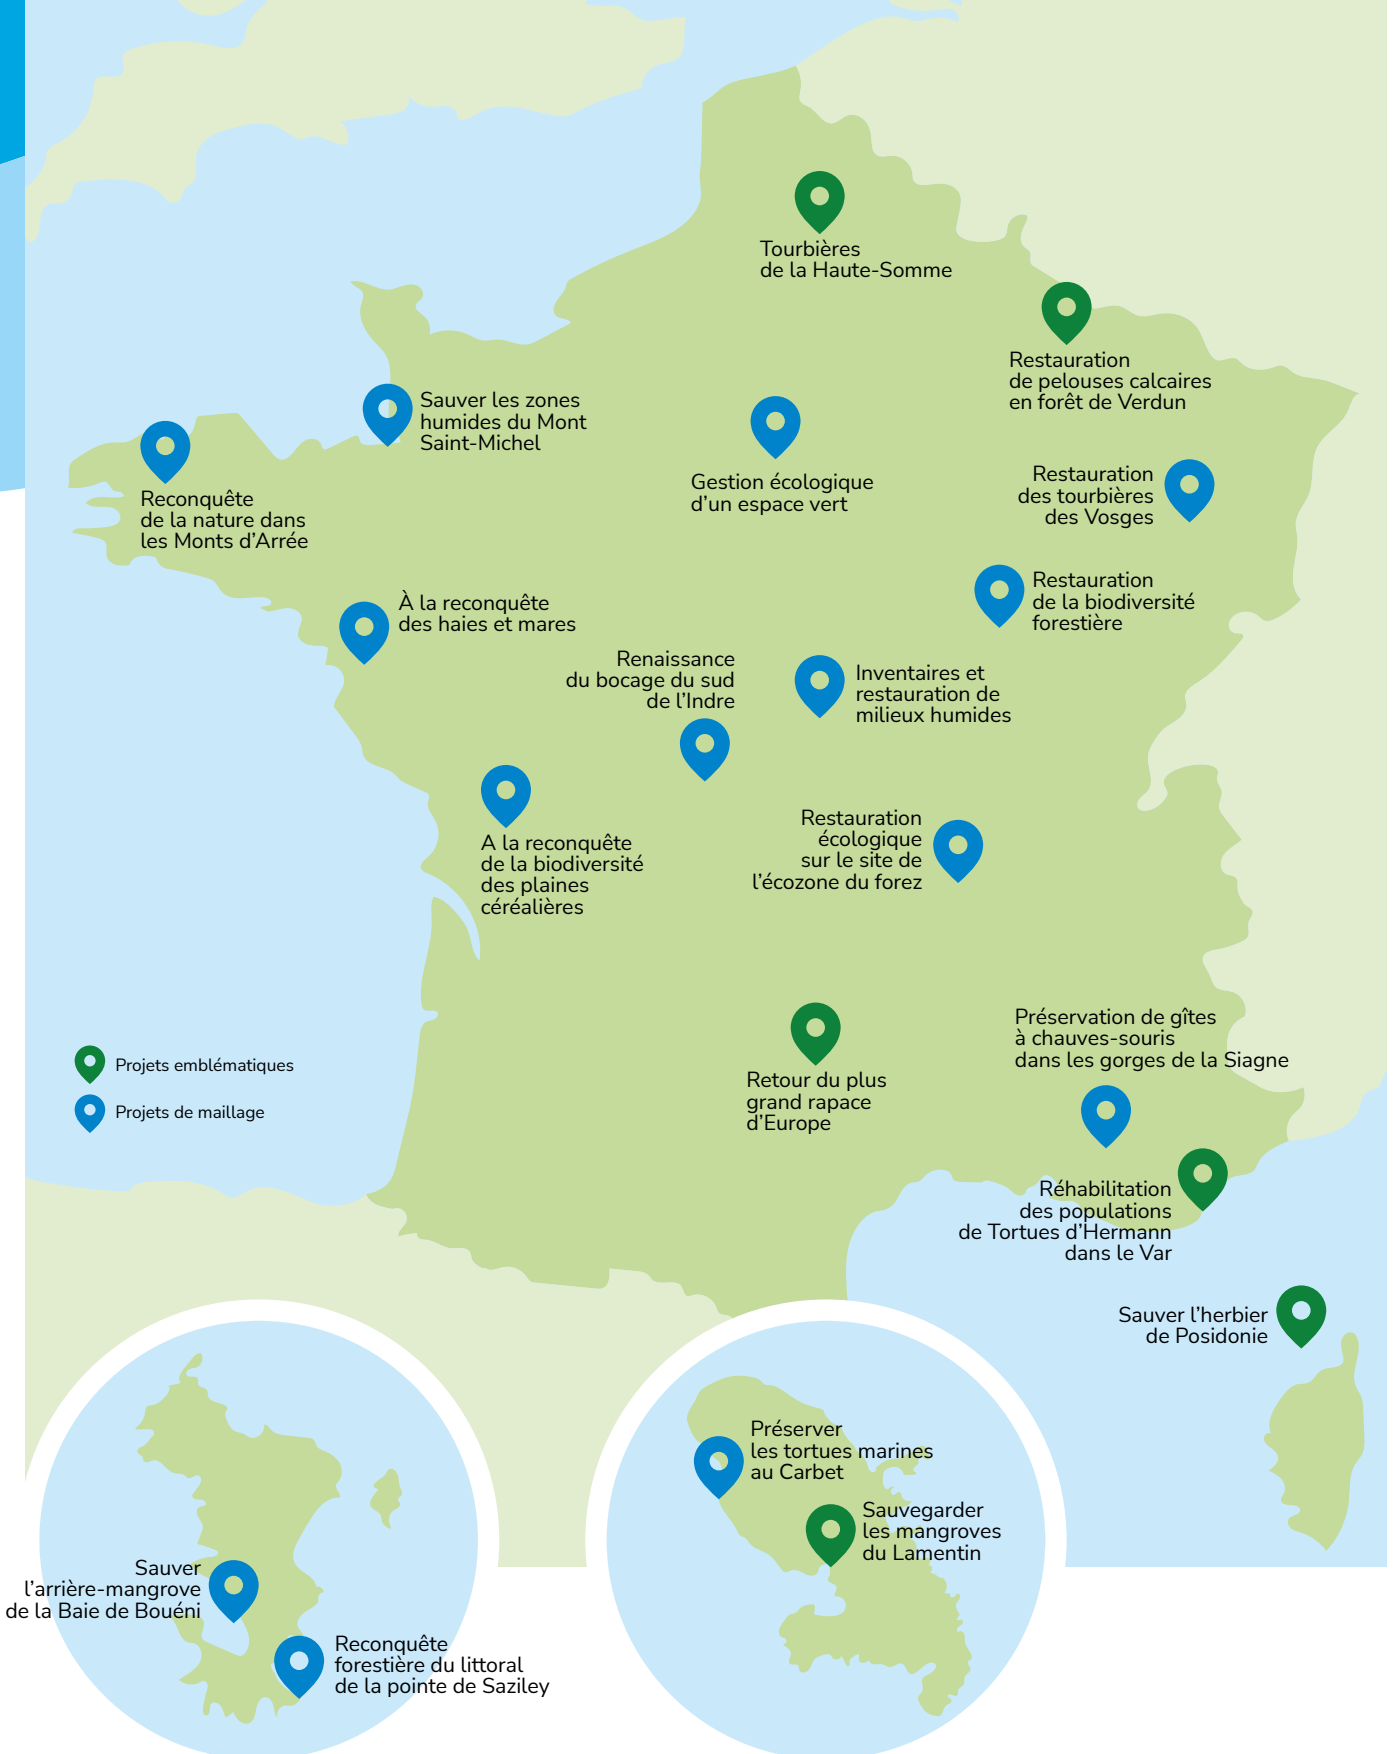 Tourbières
de la Haute-Somme
Restauration
de pelouses calcaires
en forêt de Verdun
Sauver les zones
humides du Mont
Saint-Michel
Gestion écologique
d'un espace vert
Restauration
des tourbières
des Vosges
Reconquête
de la nature dans
les Monts d'Arrée
Restauration
de la biodiversité
forestière
À la reconquête
des haies et mares
Renaissance
du bocage du sud
de l'Indre
Inventaires et
restauration de
milieux humides
A la reconquête
de la biodiversité
des plaines
céréalières
Restauration
écologique
sur le site de
l'écozone du forez
Préservation de gîtes
à chauves-souris
dans les gorges de la Siagne
Projets emblématiques
Projets de maillage
Retour du plus
grand rapace
d'Europe
Réhabilitation
des populations
de Tortues d'Hermann
dans le Var
Sauver l'herbier
de Posidonie
Préserver
les tortues marines
au Carbet
Sauvegarder
les mangroves
du Lamentin
Sauver
l'arrière-mangrove
de la Baie de Bouéni
Reconquête
forestière du littoral
de la pointe de Saziley